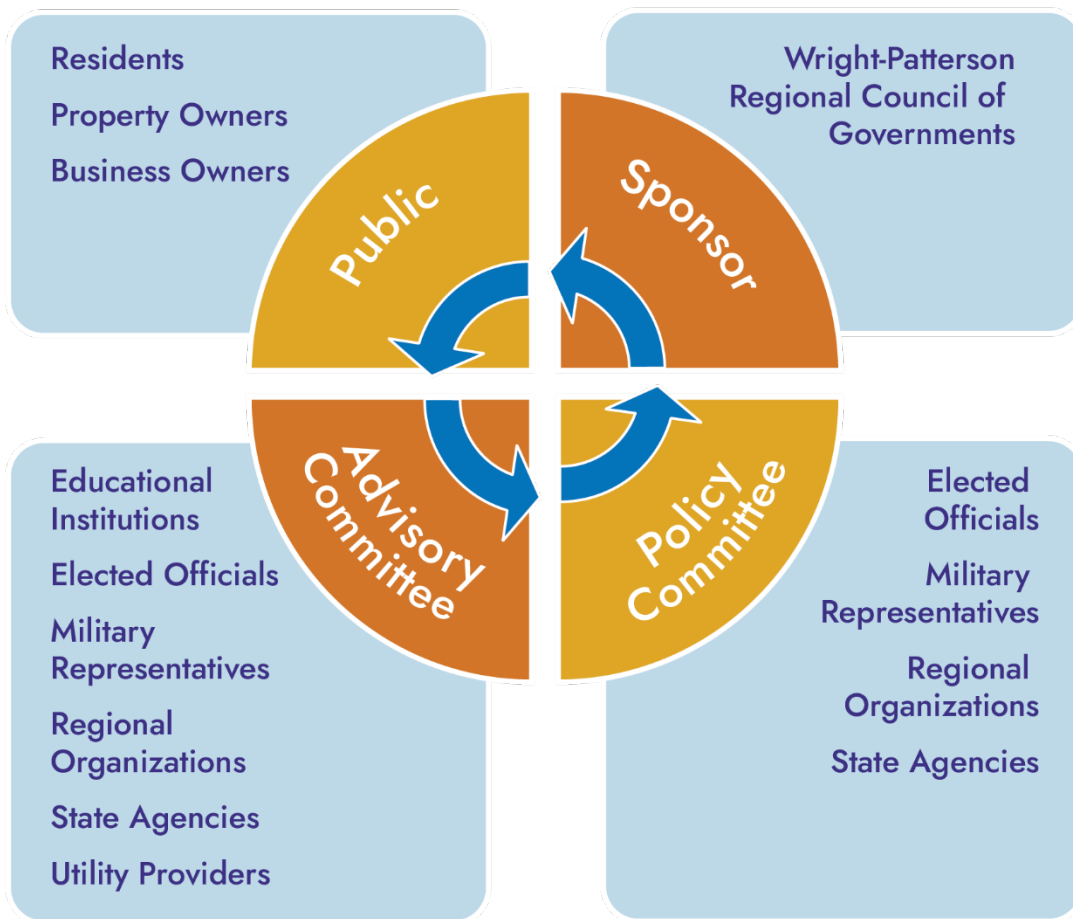 Residents
Property Owners
Business Owners
Public
Wright-Patterson
Regional Council of
Governments
Sponsor
Educational
Institutions
Elected Officials
Military
Representatives
Regional
Organizations
State Agencies
Utility Providers
Advisory
Committee
Policy
Committee
Elected
Officials
Military
Representatives
Regional
Organizations
State Agencies